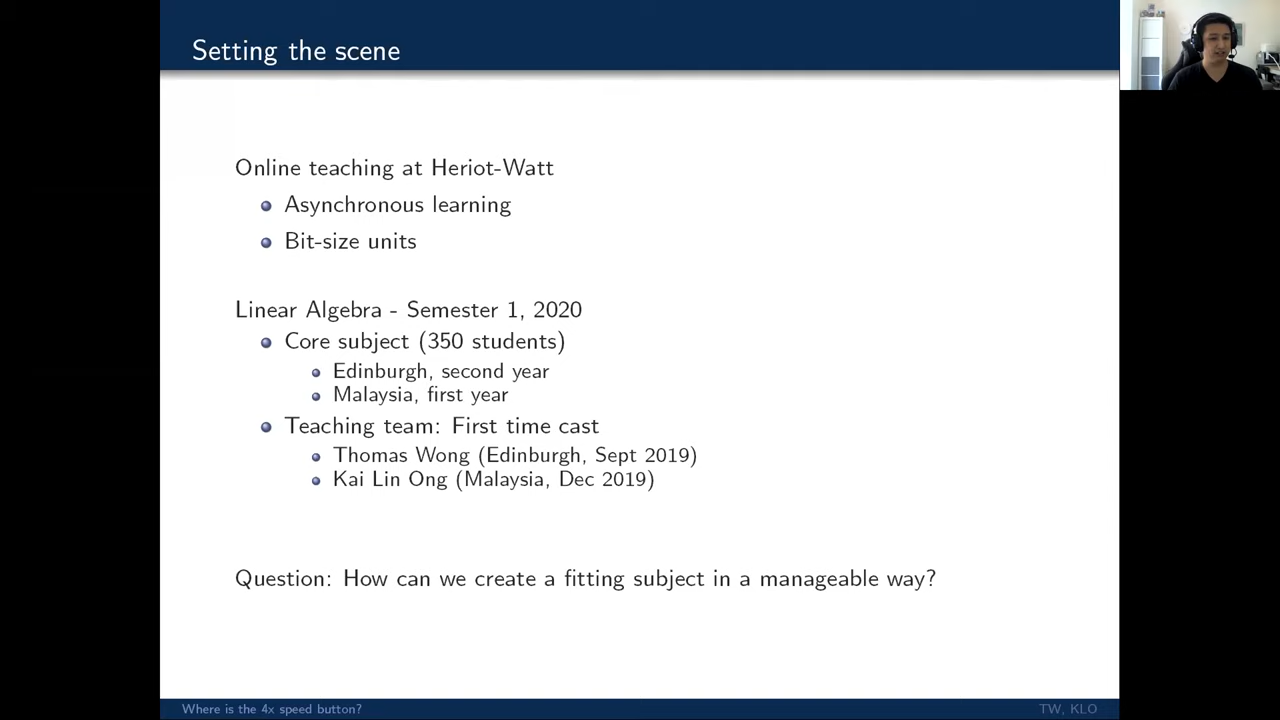 Setting the scene
Online teaching at Heriot-Watt
Asynchronous learning
Bit-size units
Linear Algebra - Semester 1, 2020
Core subject (350 students)
Edinburgh, second year
Malaysia, first year
Teaching team: First time cast
Thomas Wong (Edinburgh, Sept 2019)
Kai Lin Ong (Malaysia, Dec 2019)
Question: How can we create a fitting subject in a manageable way?
Where is the 4x speed button?
TW, KLO